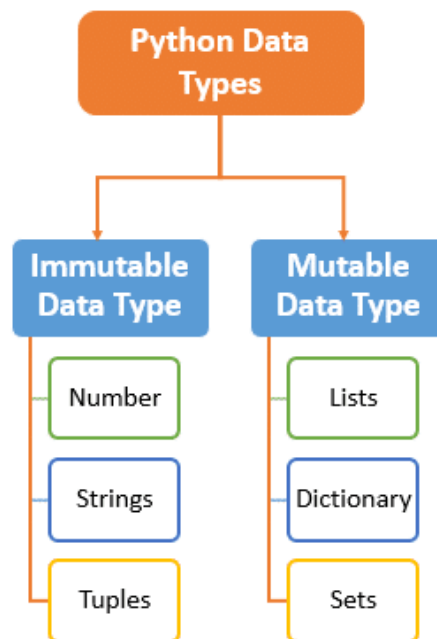 Python Data
Types
Immutable
Data Type
Mutable
Data Type
Number
Lists
Strings
Dictionary
Tuples
Sets